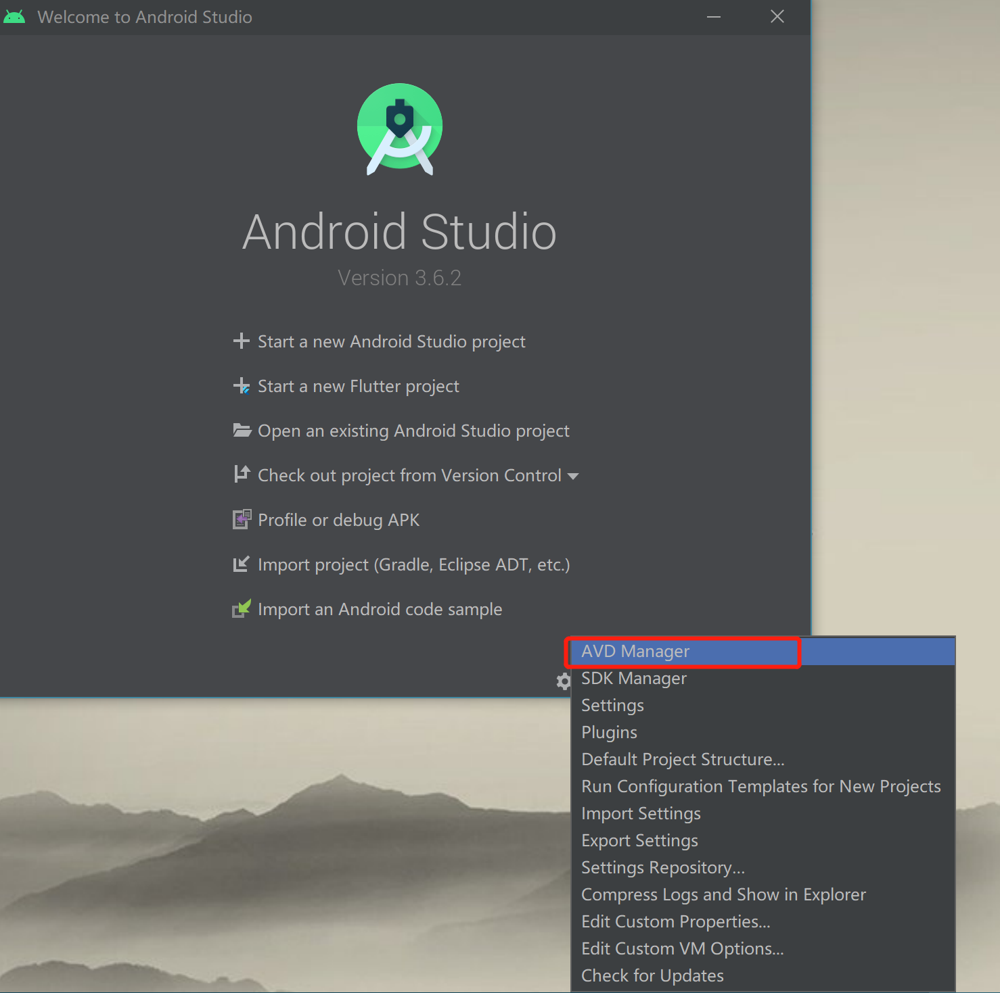 Welcome to Android Studio
Android Studio
Version 3.6.2
Start a new Android Studio project
Start a new Flutter project
Open an existing Android Studio project
Check out project from Version Control
Profile or debug APK
Import project (Gradle, Eclipse ADT, etc.)
Import an Android code sample
AVD Manager
SDK Manager
Settings
Plugins
Default Project Structure...
Run Configuration Templates for New Projects
Import Settings
Export Settings
Settings Repository...
Compress Logs and Show in Explorer
Edit Custom Properties...
Edit Custom VM Options...
Check for Updates